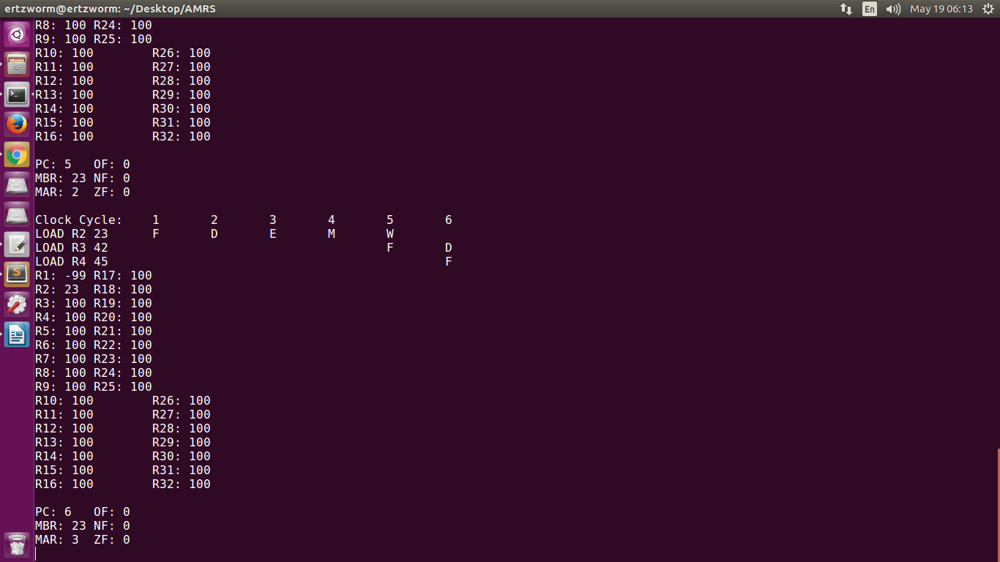 ertzworm@ertzworm: ~/Desktop/AMRS En May 19 06:13
R8: 100 R24: 100
R9: 100 R25: 100
R10: 100 R26: 100
R11: 100 R27: 100
R12: 100 R28: 100
R13: 100 R29: 100
R14: 100 R30: 100
R15: 100 R31: 100
R16: 100 R32: 100
PC: 5 OF: 0
MBR: 23 NF: 0
MAR: 2 ZF: 0
Clock Cycle: 1 2 3 4 5 6
LOAD R2 23 F D E M W
LOAD R3 42 F D
LOAD R4 45 F
R1: -99 R17: 100
R2: 23 R18: 100
R3: 100 R19: 100
R4: 100 R20: 100
R5: 100 R21: 100
R6: 100 R22: 100
R7: 100 R23: 100
R8: 100 R24: 100
R9: 100 R25: 100
R10: 100 R26: 100
R11: 100 R27: 100
R12: 100 R28: 100
R13: 100 R29: 100
R14: 100 R30: 100
R15: 100 R31: 100
R16: 100 R32: 100
PC: 6 OF: 0
MBR: 23 NF: 0
MAR: 3 ZF: 0